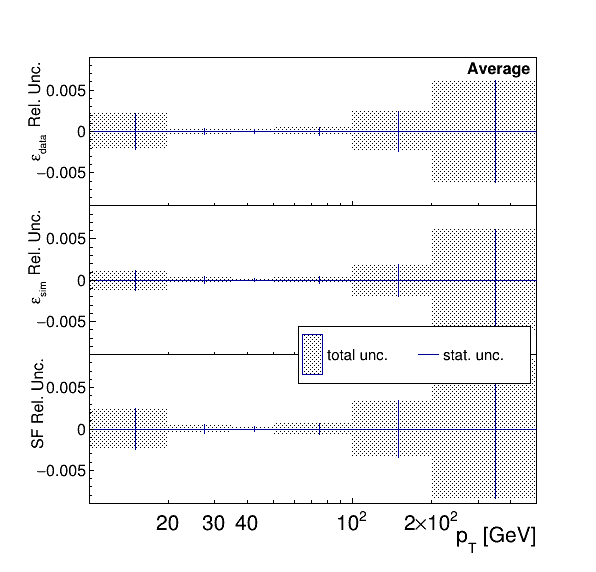 Average
ε_data Rel. Unc.
0.005
0
−0.005
ε_sim Rel. Unc.
0.005
0
−0.005
total unc.
stat. unc.
SF Rel. Unc.
0.005
0
−0.005
20 30 40 10² 2×10²
p_T [GeV]